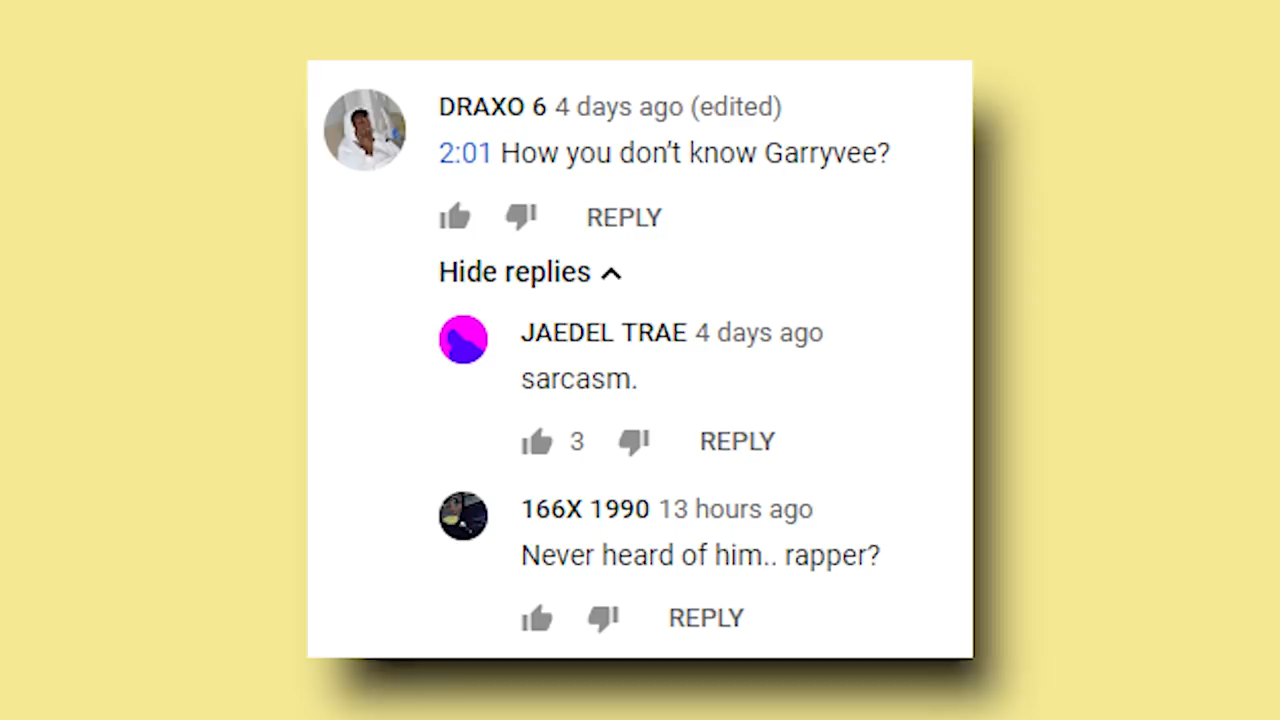 DRAXO 6 4 days ago (edited)
2:01 How you don't know Garryvee?
REPLY
Hide replies
JAEDEL TRAE 4 days ago
sarcasm.
3 REPLY
166X 1990 13 hours ago
Never heard of him.. rapper?
REPLY